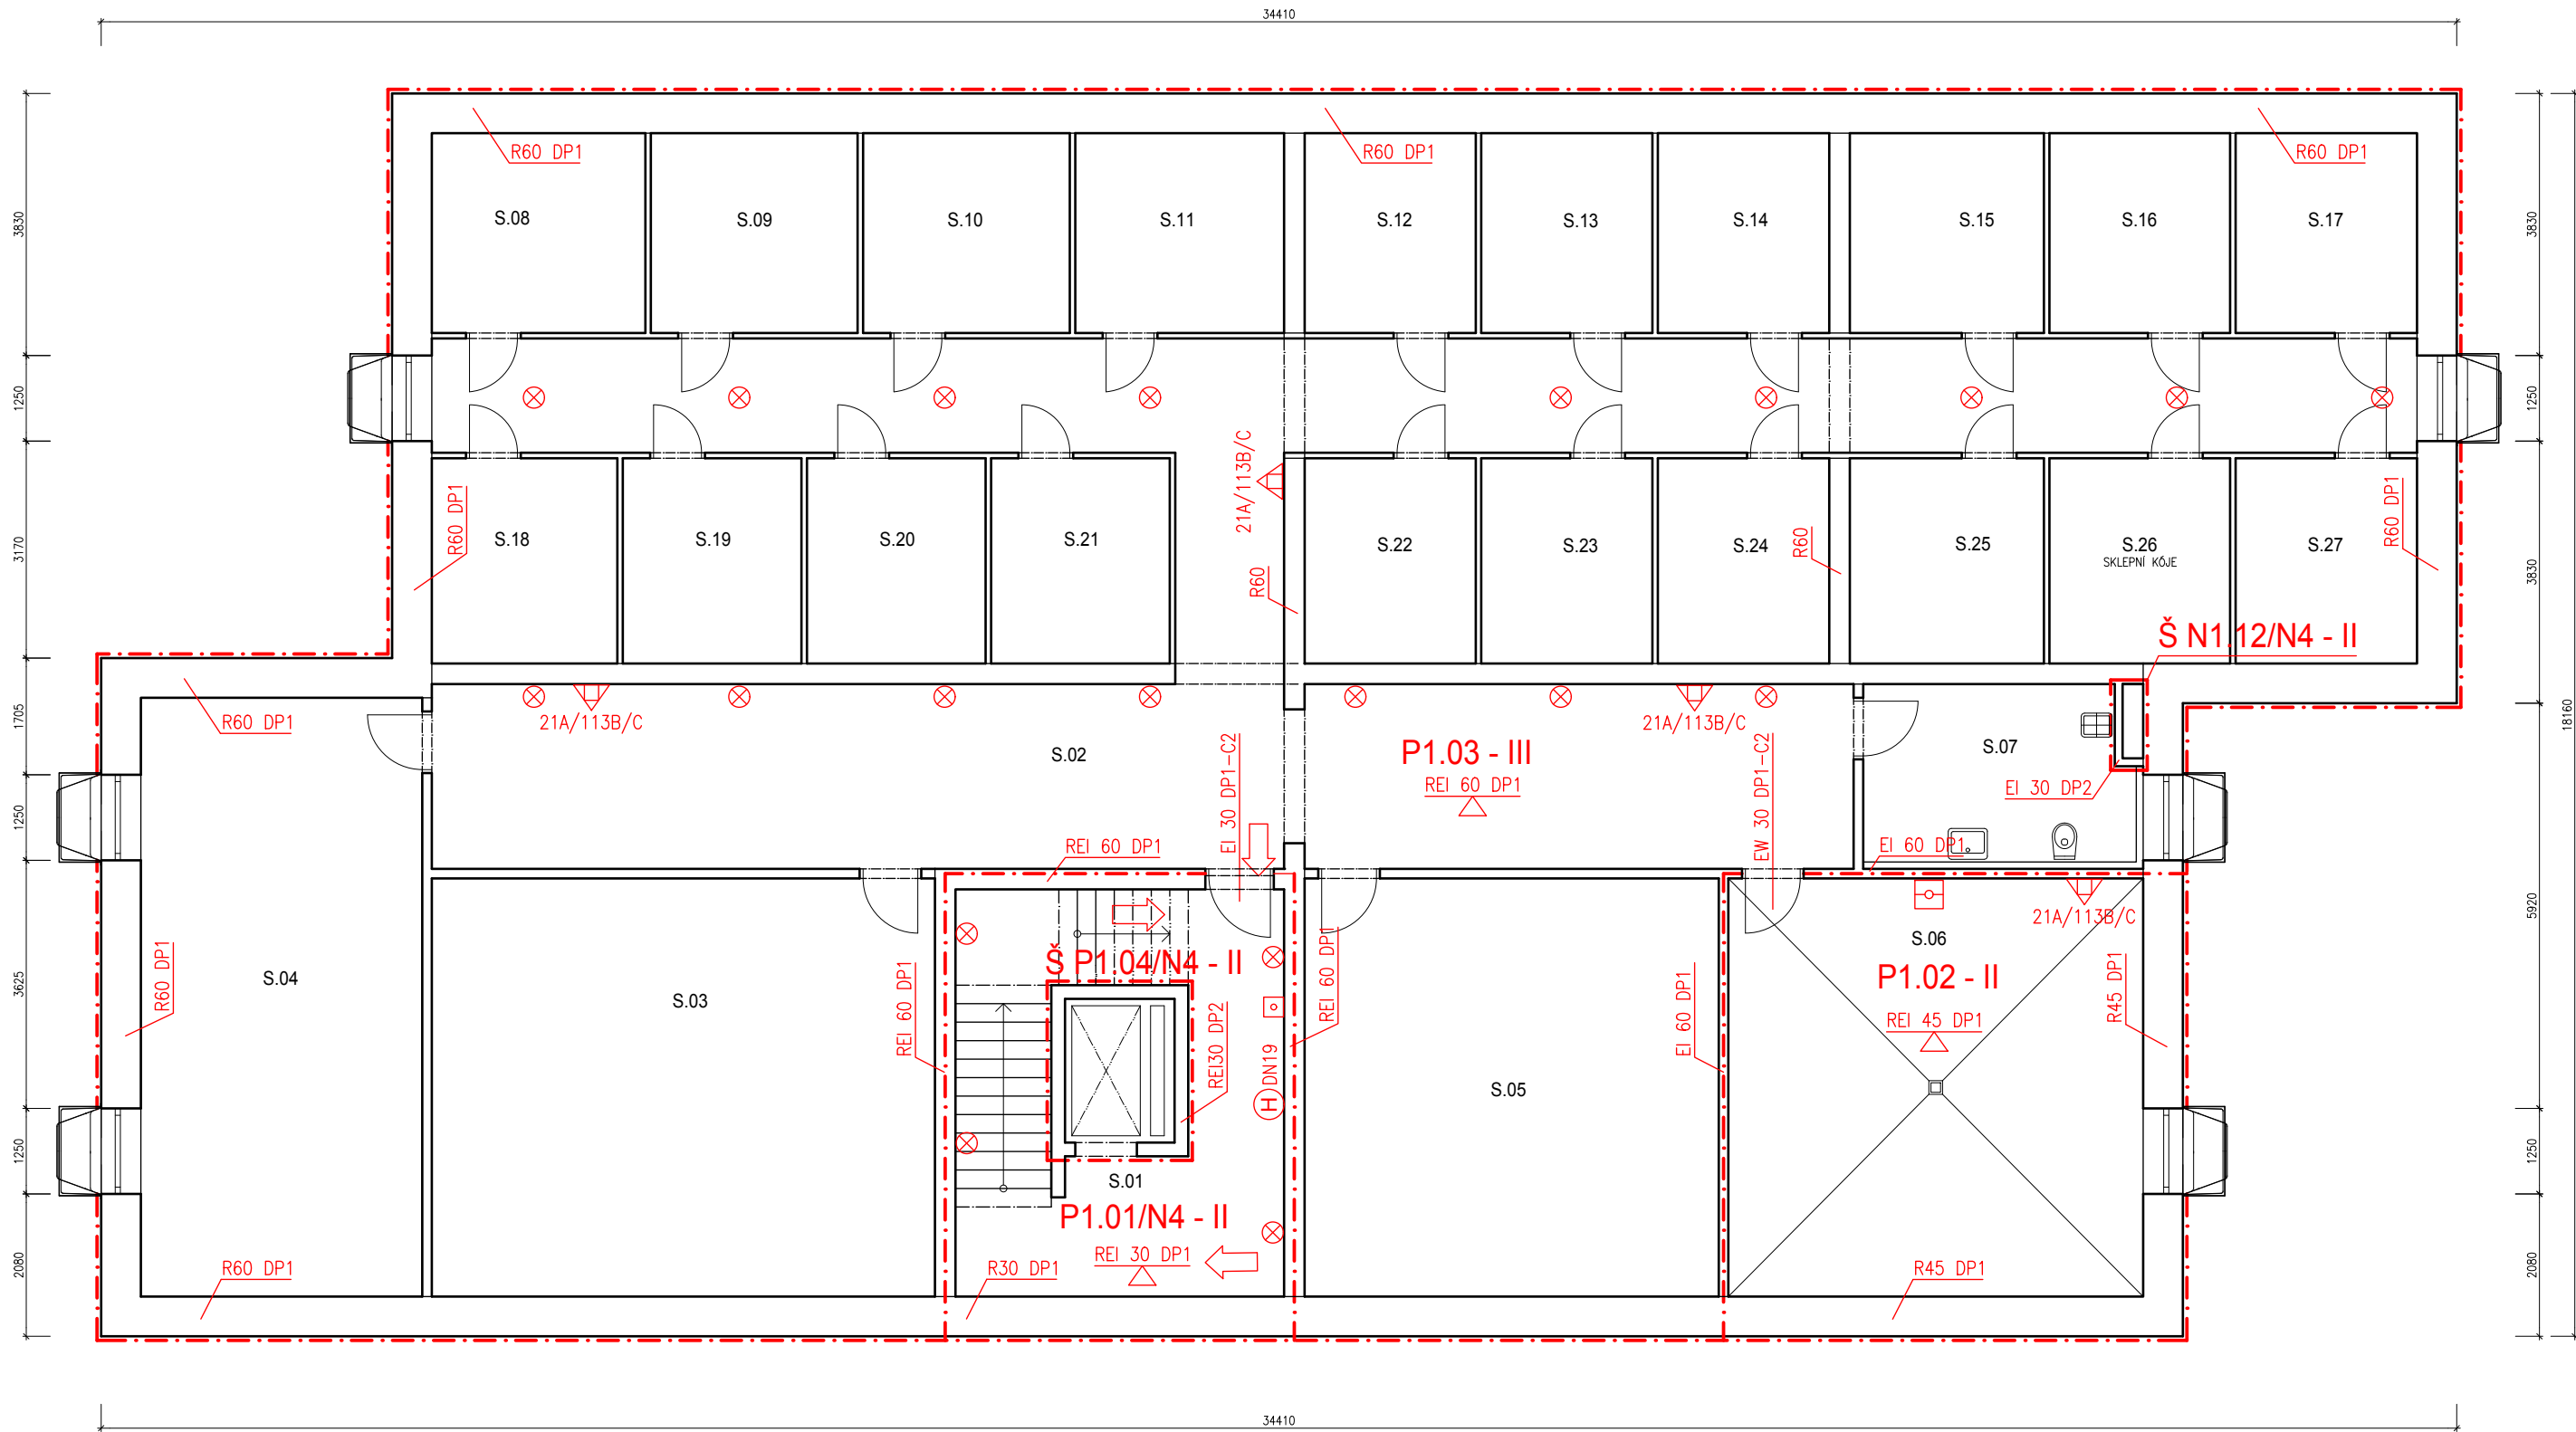 34410
R60 DP1
R60 DP1
R60 DP1
S.08
S.09
S.10
S.11
S.12
S.13
S.14
S.15
S.16
S.17
3830
3830
1250
1250
21A/113B/C
R60 DP1
S.18
S.19
S.20
S.21
R60
S.22
S.23
S.24
R60
S.25
S.26
SKLEPNÍ KÓJE
S.27
R60 DP1
3170
3830
Š N1.12/N4 - II
R60 DP1
21A/113B/C
21A/113B/C
1705
18160
S.02
EI 30 DP1-C2
P1.03 - III
REI 60 DP1
EW 30 DP1-C2
S.07
EI 30 DP2
1250
REI 60 DP1
EI 60 DP1
21A/113B/C
5920
S.04
R60 DP1
S.03
REI 60 DP1
Š P1.04/N4 - II
REI30 DP2
DN19
H
REI 60 DP1
S.05
EI 60 DP1
S.06
P1.02 - II
REI 45 DP1
R45 DP1
3625
1250
1250
S.01
P1.01/N4 - II
REI 30 DP1
R60 DP1
R30 DP1
R45 DP1
2080
2080
34410